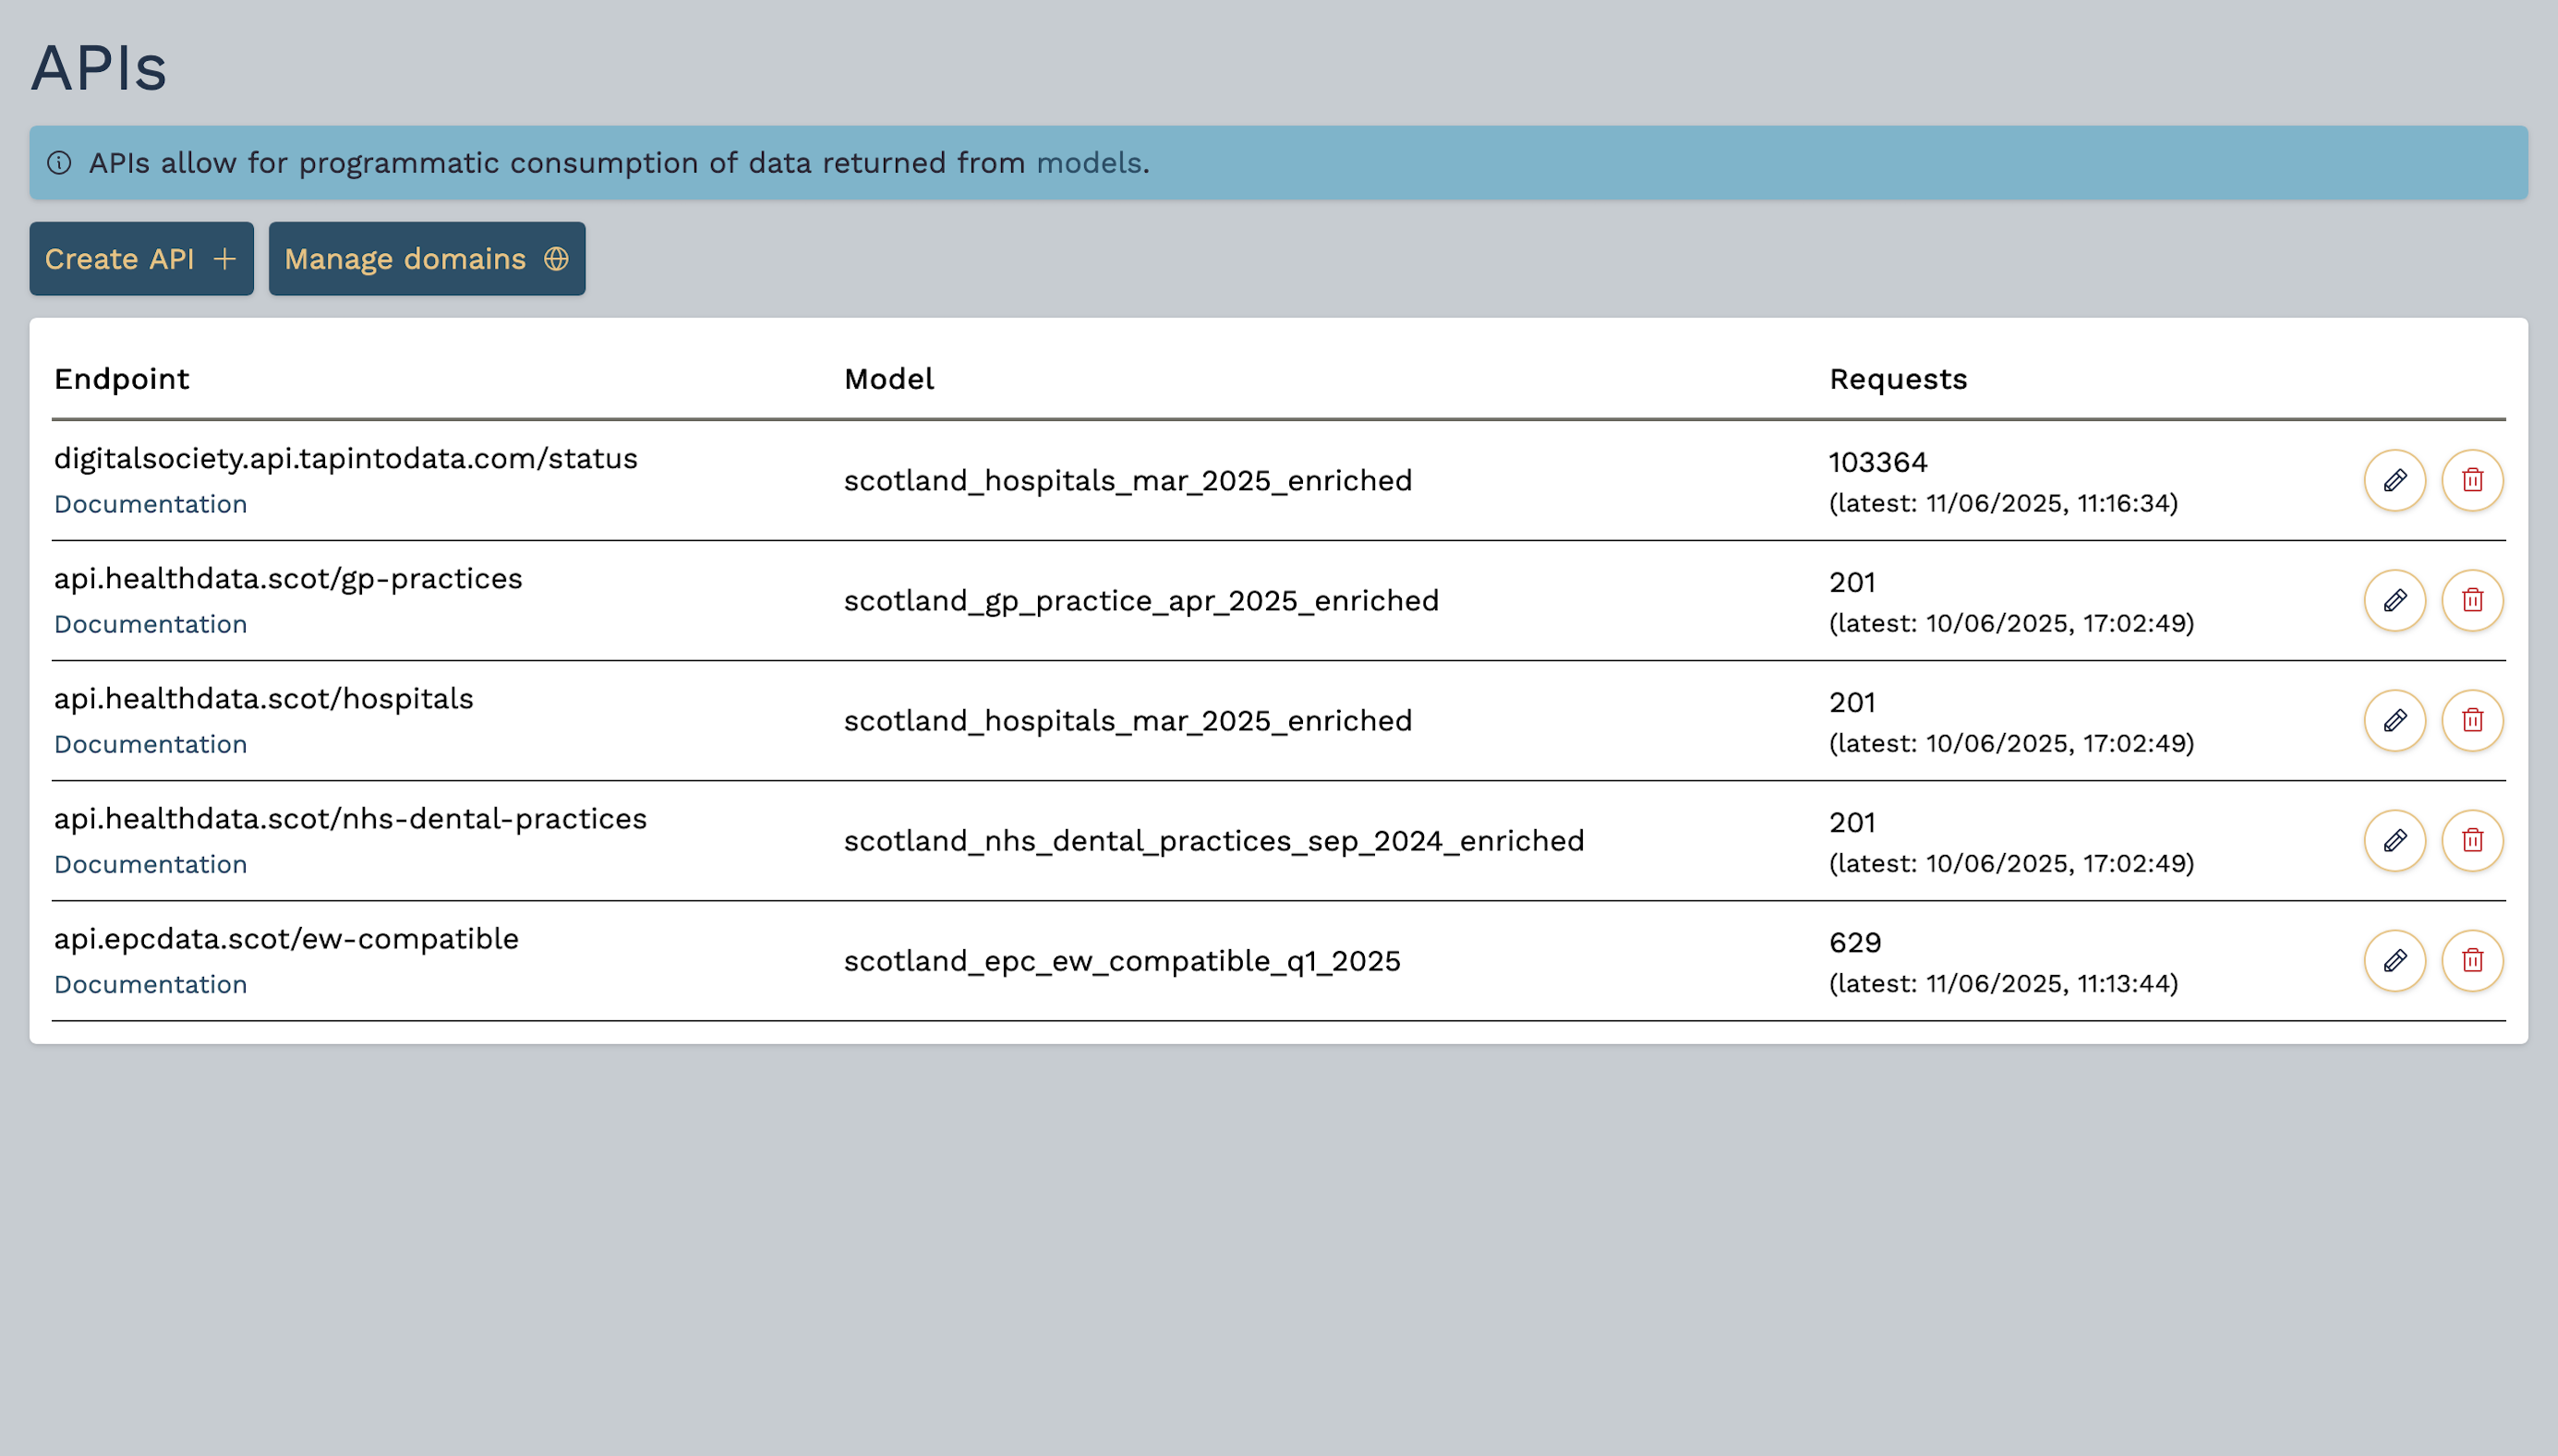 APIs
APIs allow for programmatic consumption of data returned from models.
Create API
Manage domains
Endpoint Model Requests
digitalsociety.api.tapintodata.com/status
Documentation
scotland_hospitals_mar_2025_enriched
103364
(latest: 11/06/2025, 11:16:34)
api.healthdata.scot/gp-practices
Documentation
scotland_gp_practice_apr_2025_enriched
201
(latest: 10/06/2025, 17:02:49)
api.healthdata.scot/hospitals
Documentation
scotland_hospitals_mar_2025_enriched
201
(latest: 10/06/2025, 17:02:49)
api.healthdata.scot/nhs-dental-practices
Documentation
scotland_nhs_dental_practices_sep_2024_enriched
201
(latest: 10/06/2025, 17:02:49)
api.epcdata.scot/ew-compatible
Documentation
scotland_epc_ew_compatible_q1_2025
629
(latest: 11/06/2025, 11:13:44)